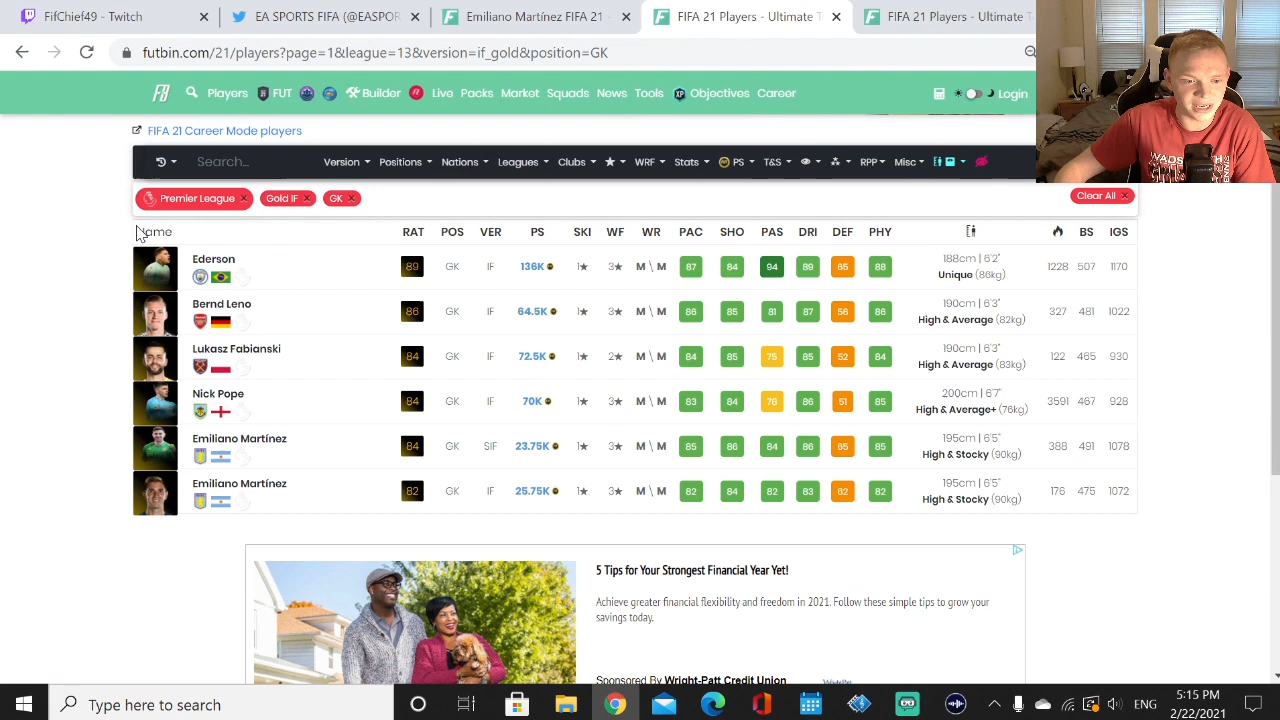 FifChief49 - Twitch
EA SPORTS FIFA (@EASPOR
Emiliano Martínez FIFA 21 -
FIFA 21 Players - Ultimate T
FIFA 21 Players - Ultimate T
futbin.com/21/players?page=1&league=13&version=if_gold&position=GK
Players FUT Builder Live Packs Market Squads News Tools XP Objectives Career Login
FIFA 21 Career Mode players
Search... Version Positions Nations Leagues Clubs WRF Stats PS T&S RPP Misc
Premier League Gold IF GK Clear All
Name RAT POS VER PS SKI WF WR PAC SHO PAS DRI DEF PHY BS IGS
Ederson 89 GK IF 136K 1★ 3★ M \ M 87 84 94 89 65 88 188cm | 6'2" Unique (86kg) 1228 507 1170
Bernd Leno 86 GK IF 64.5K 1★ 3★ M \ M 86 85 81 87 56 86 190cm | 6'3" High & Average (82kg) 327 481 1022
Lukasz Fabianski 84 GK IF 72.5K 1★ 2★ M \ M 84 85 75 85 52 84 190cm | 6'3" High & Average (83kg) 122 465 930
Nick Pope 84 GK IF 70K 1★ 3★ M \ M 83 84 78 86 51 85 200cm | 6'7" High & Average+ (76kg) 3591 467 928
Emiliano Martínez 84 GK SIF 23.75K 1★ 3★ M \ M 85 86 84 86 65 85 195cm | 6'5" High & Stocky (90kg) 388 491 1078
Emiliano Martínez 82 GK IF 25.75K 1★ 3★ M \ M 82 84 82 83 62 82 195cm | 6'5" High & Stocky (90kg) 176 475 1072
5 Tips for Your Strongest Financial Year Yet!
Achieve greater financial flexibility and freedom in 2021. Follow these simple tips to grow your
savings today.
Sponsored By Wright-Patt Credit Union
Type here to search
ENG
5:15 PM
2/22/2021